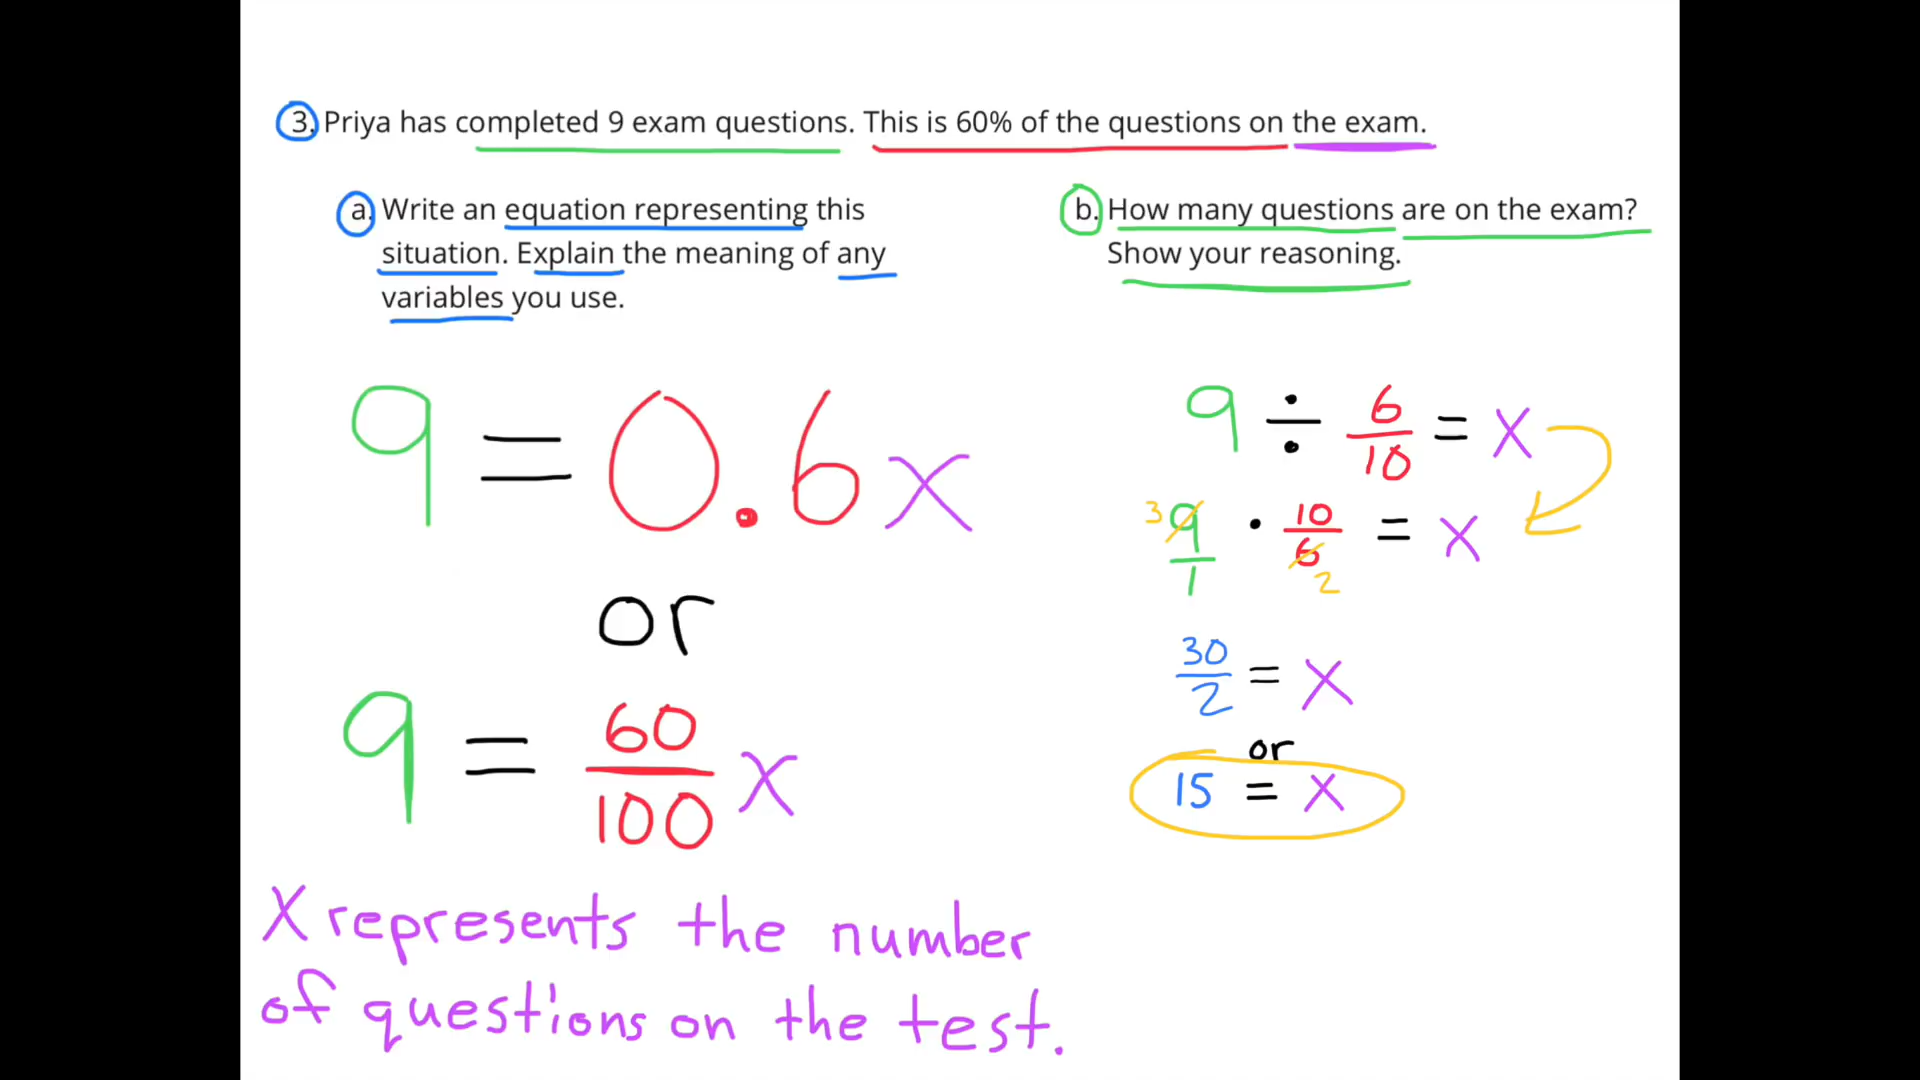 3. Priya has completed 9 exam questions. This is 60% of the questions on the exam.
a. Write an equation representing this
situation. Explain the meaning of any
variables you use.
9 = 0.6x
or
9 = 60/100 x
X represents the number
of questions on the test.
b. How many questions are on the exam?
Show your reasoning.
9 ÷ 6/10 = x
3 9/1 · 10/6 2 = x
30/2 = x
or
15 = x